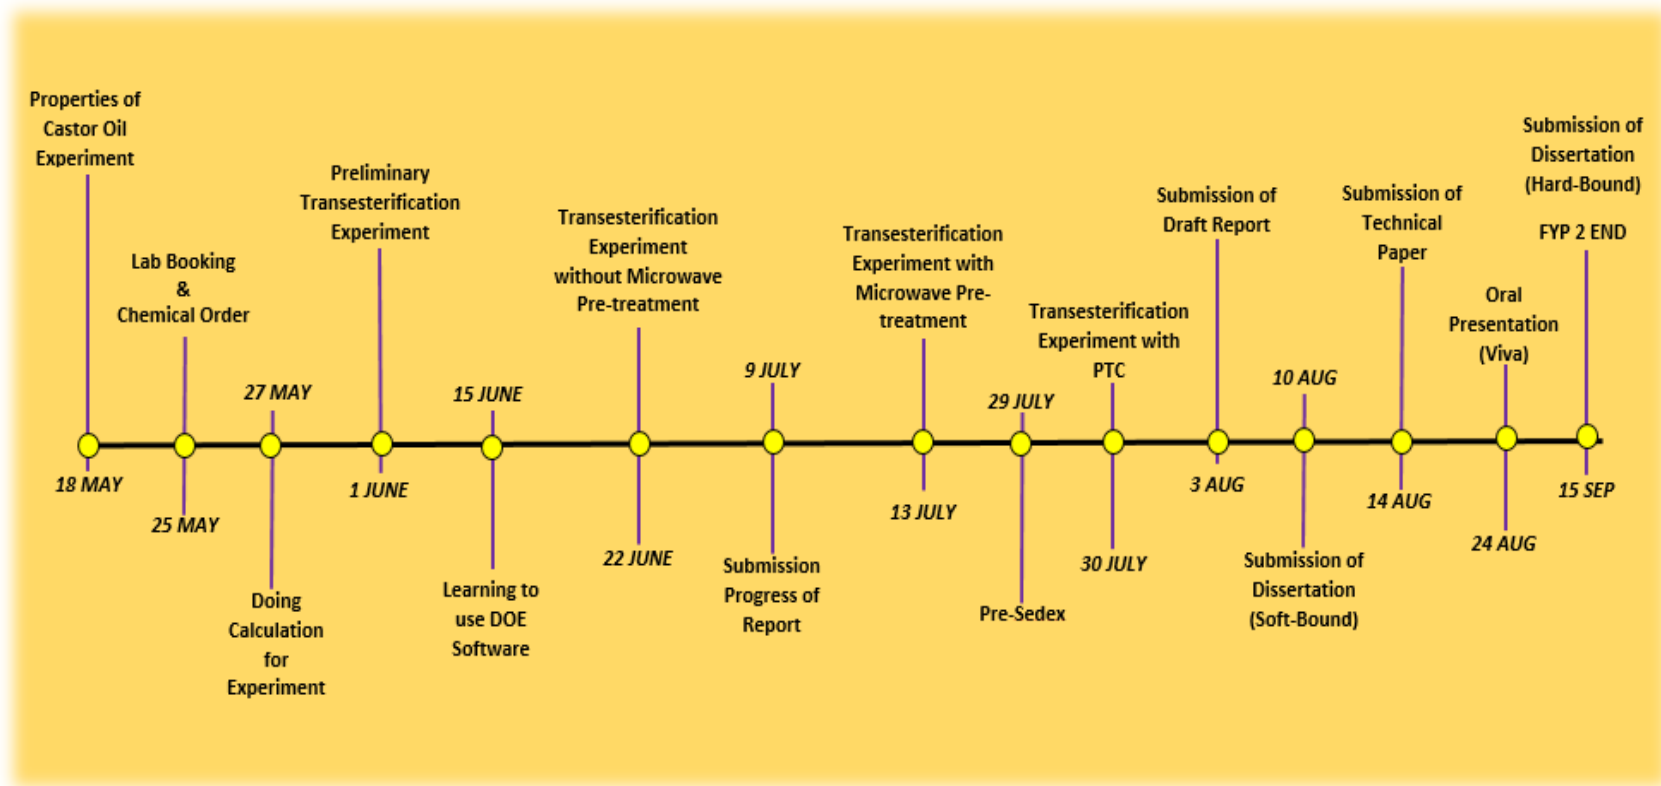 Properties of
Castor Oil
Experiment
18 MAY
Lab Booking
&
Chemical Order
25 MAY
27 MAY
Doing
Calculation
for
Experiment
Preliminary
Transesterification
Experiment
1 JUNE
15 JUNE
Learning to
use DOE
Software
Transesterification
Experiment
without Microwave
Pre-treatment
22 JUNE
9 JULY
Submission
Progress of
Report
Transesterification
Experiment with
Microwave Pre-
treatment
13 JULY
29 JULY
Pre-Sedex
Transesterification
Experiment with
PTC
30 JULY
Submission of
Draft Report
3 AUG
10 AUG
Submission of
Dissertation
(Soft-Bound)
Submission of
Technical
Paper
14 AUG
Oral
Presentation
(Viva)
24 AUG
Submission of
Dissertation
(Hard-Bound)
FYP 2 END
15 SEP